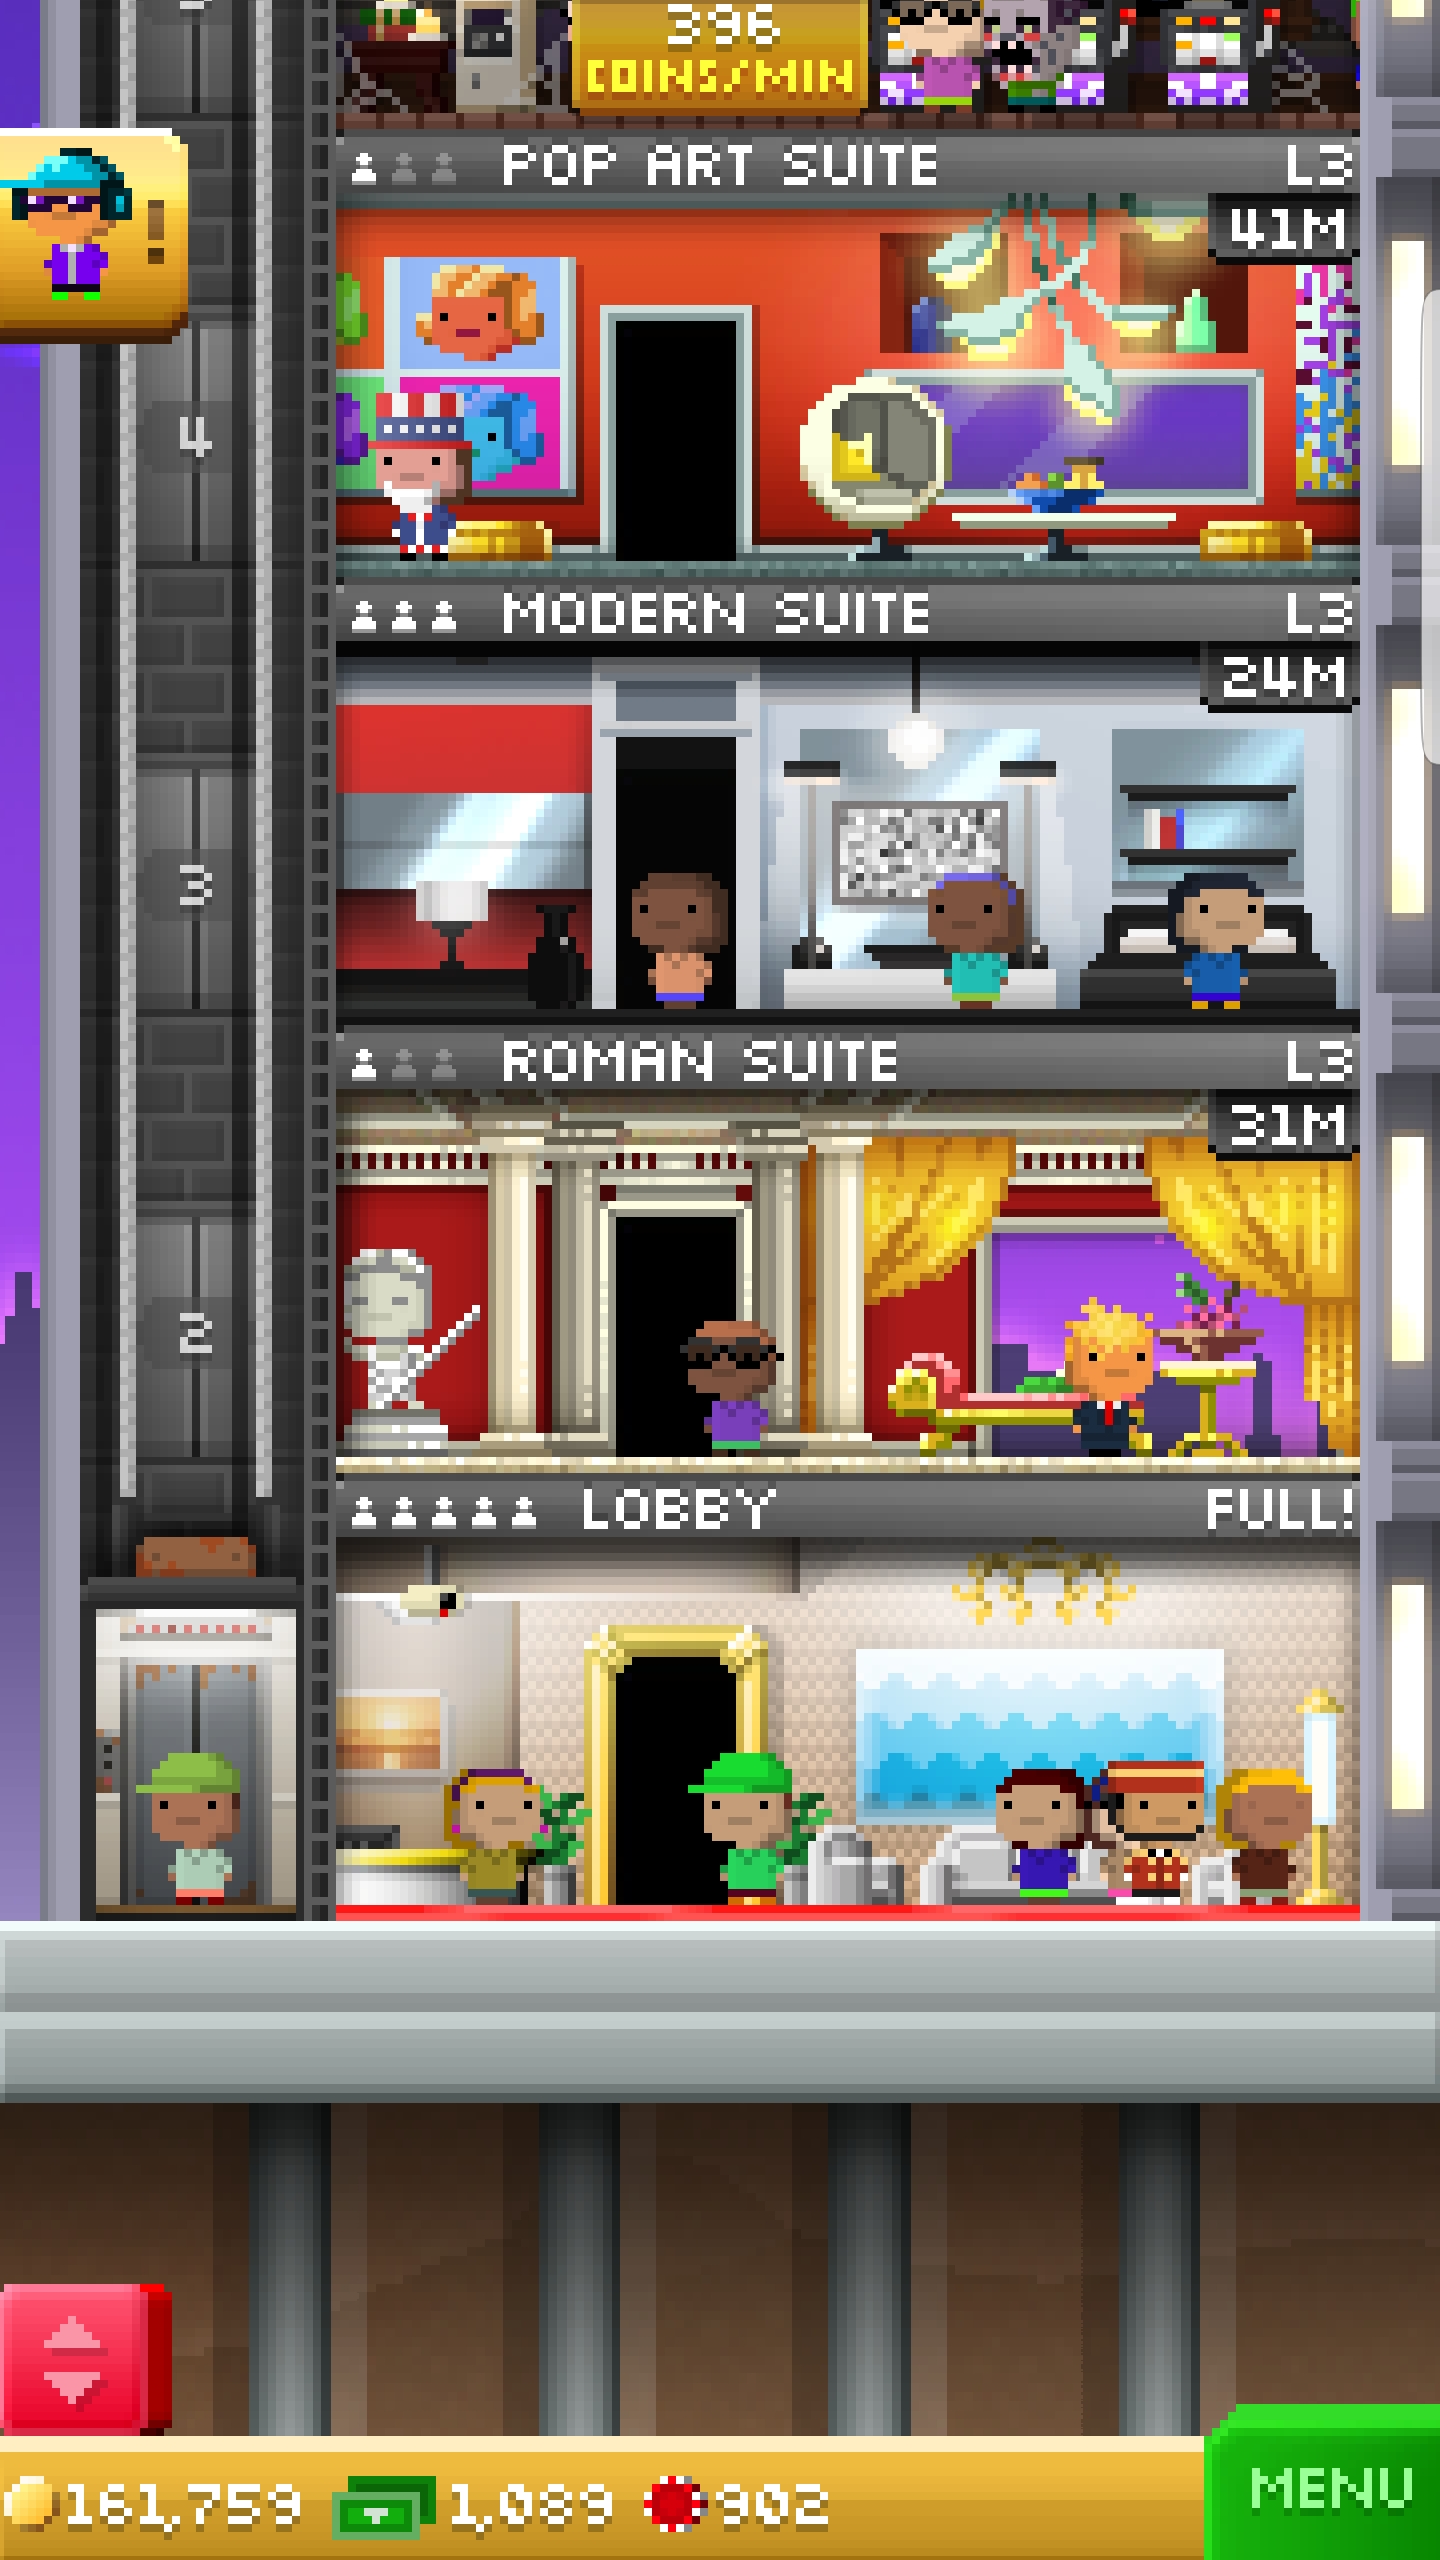 396
COINS/MIN
POP ART SUITE L3
41M
!
4
MODERN SUITE L3
24M
3
ROMAN SUITE L3
31M
2
LOBBY FULL!
161,759 1,089 902
MENU